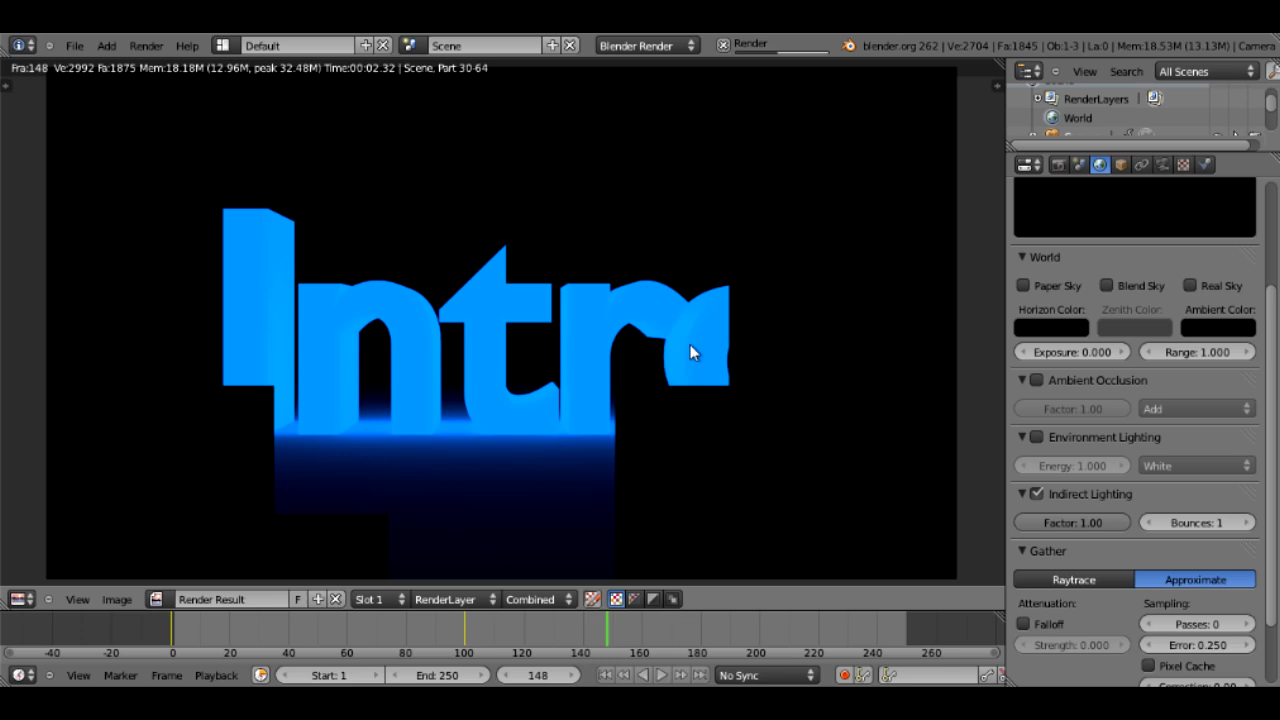 File Add Render Help Default Scene Blender Render Render blender.org 262 | Ve:2704 | Fa:1845 | Ob:1-3 | La:0 | Mem:18.53M (13.13M) | Camera
Fra:148 Ve:2992 Fa:1875 Mem:18.18M (12.96M, peak 32.48M) Time:00:02.32 | Scene, Part 30-64
View Search All Scenes
RenderLayers |
World
Intr
World
Paper Sky Blend Sky Real Sky
Horizon Color: Zenith Color: Ambient Color:
Exposure: 0.000 Range: 1.000
Ambient Occlusion
Factor: 1.00 Add
Environment Lighting
Energy: 1.000 White
Indirect Lighting
Factor: 1.00 Bounces: 1
Gather
Raytrace Approximate
Attenuation: Sampling:
Falloff Passes: 0
Strength: 0.000 Error: 0.250
Pixel Cache
View Image Render Result F Slot 1 RenderLayer Combined
-40 -20 0 20 40 60 80 100 120 140 160 180 200 220 240 260
View Marker Frame Playback Start: 1 End: 250 148 No Sync